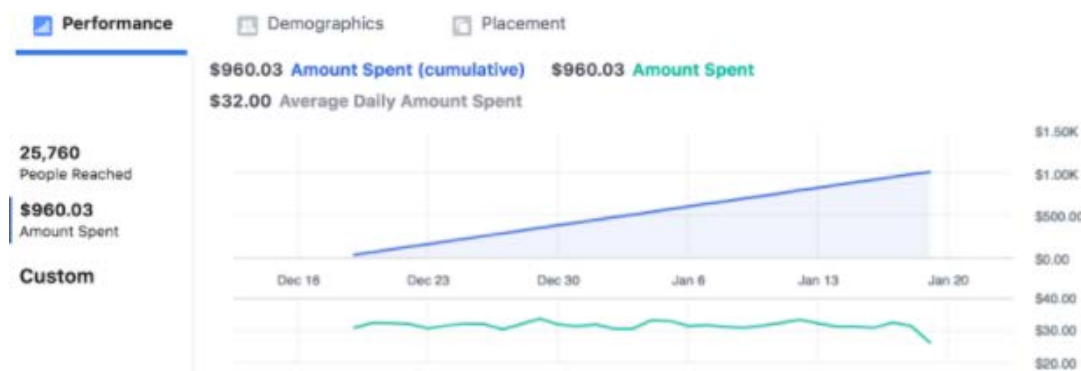 Performance Demographics Placement
$960.03 Amount Spent (cumulative) $960.03 Amount Spent
$32.00 Average Daily Amount Spent
25,760
People Reached
$960.03
Amount Spent
Custom
$1.50K
$1.00K
$500.00
$0.00
Dec 16 Dec 23 Dec 30 Jan 6 Jan 13 Jan 20
$40.00
$30.00
$20.00